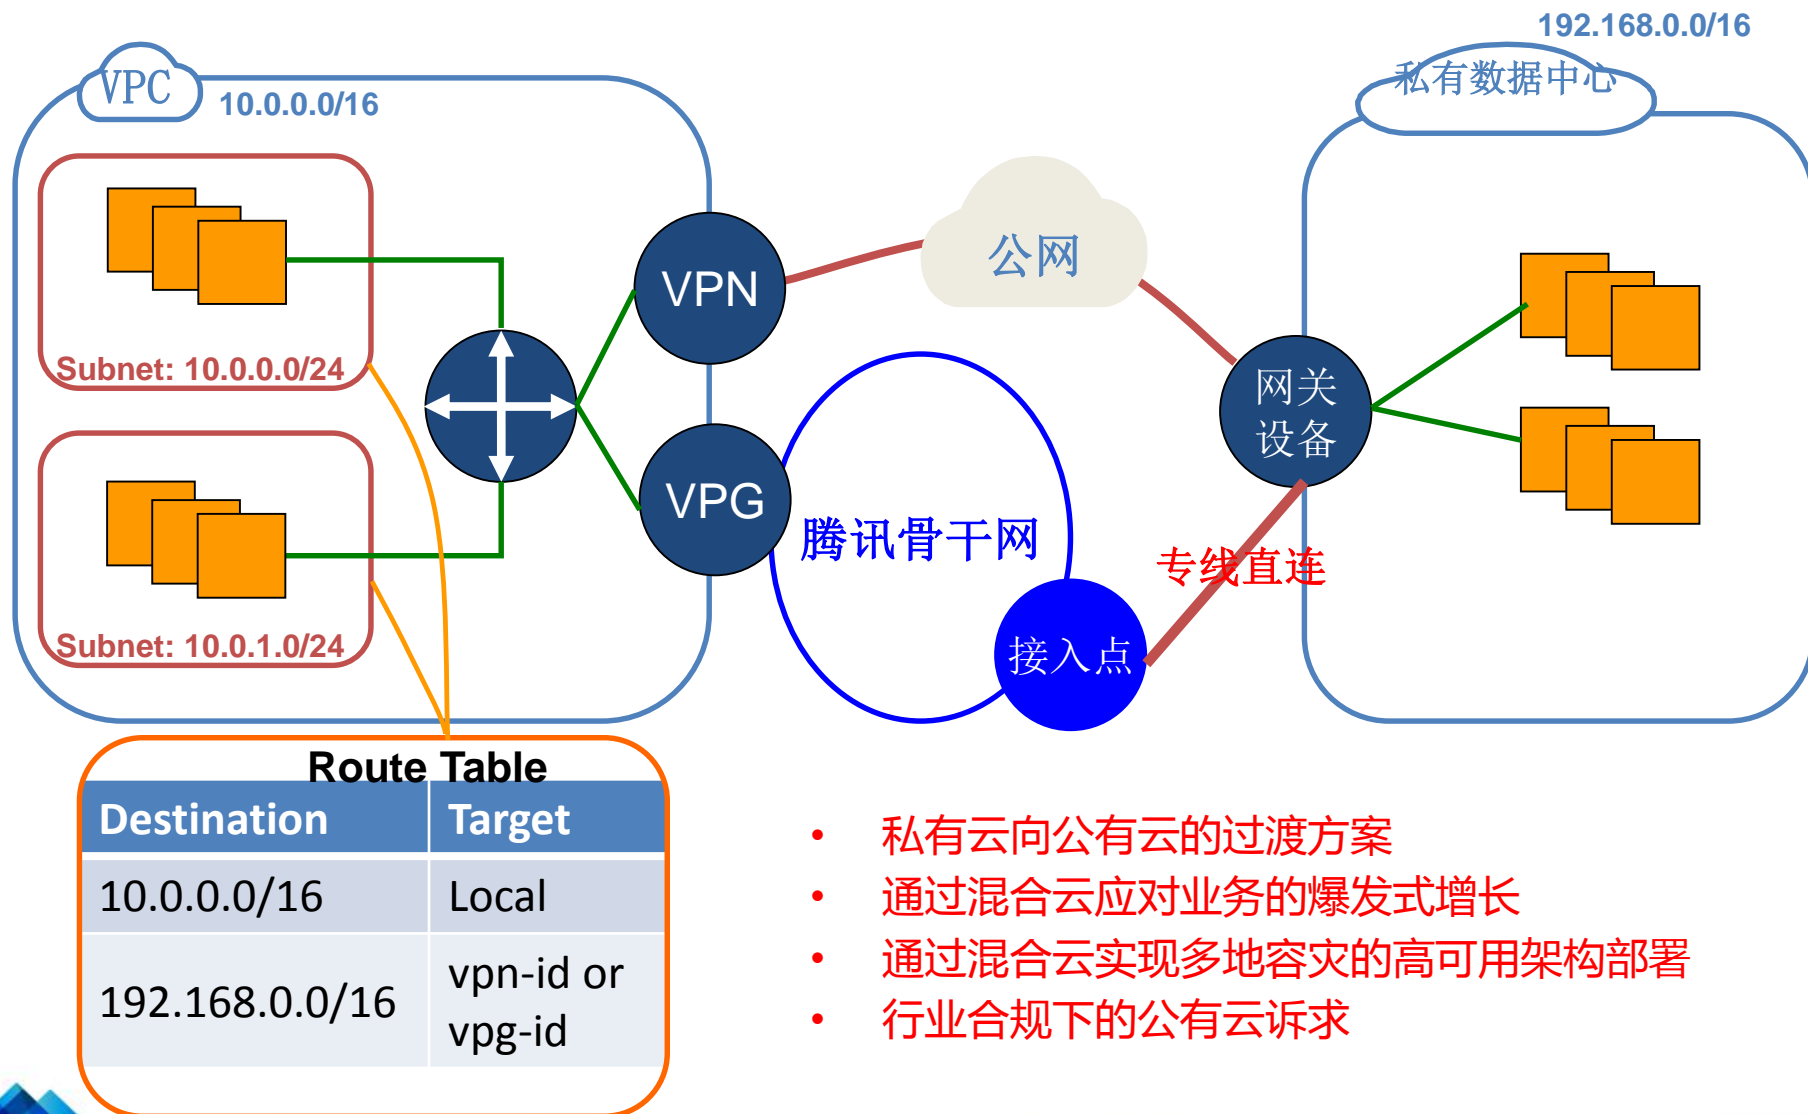 192.168.0.0/16
VPC
10.0.0.0/16
私有数据中心
Subnet: 10.0.0.0/24
VPN
公网
网关
设备
VPG
腾讯骨干网
专线直连
接入点
Subnet: 10.0.1.0/24
Route Table
Destination Target
10.0.0.0/16 Local
192.168.0.0/16 vpn-id or
vpg-id
• 私有云向公有云的过渡方案
• 通过混合云应对业务的爆发式增长
• 通过混合云实现多地容灾的高可用架构部署
• 行业合规下的公有云诉求